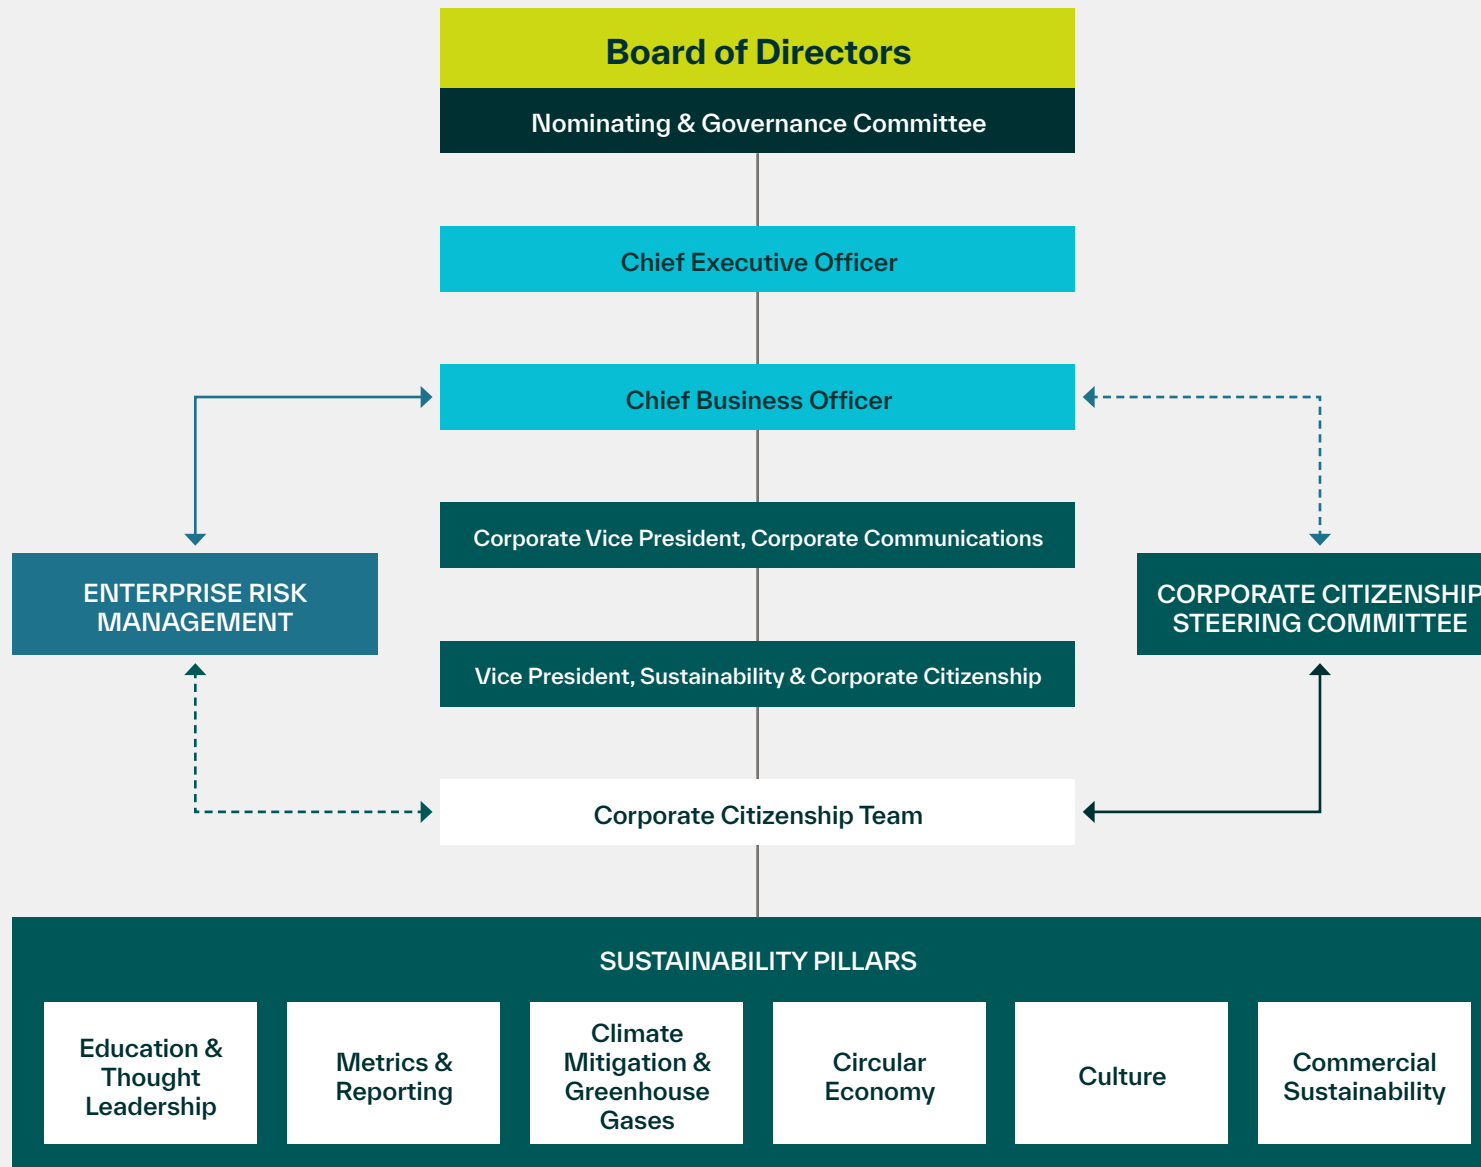 Board of Directors
Nominating & Governance Committee
Chief Executive Officer
Chief Business Officer
Corporate Vice President, Corporate Communications
ENTERPRISE RISK
MANAGEMENT
CORPORATE CITIZENSHIP
STEERING COMMITTEE
Vice President, Sustainability & Corporate Citizenship
Corporate Citizenship Team
SUSTAINABILITY PILLARS
Education &
Thought
Leadership
Metrics &
Reporting
Climate
Mitigation &
Greenhouse
Gases
Circular
Economy
Culture
Commercial
Sustainability